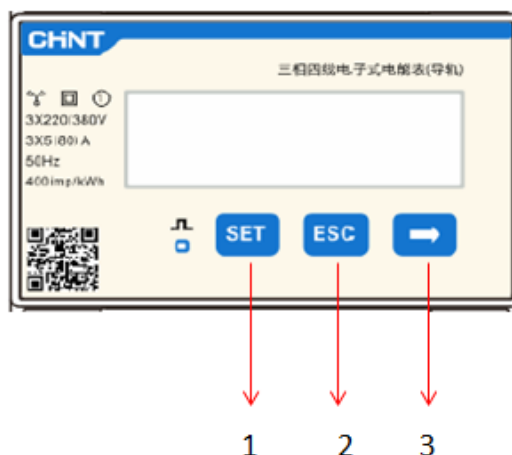 CHNT
三相四线电子式电能表(导轨)
3X220/380V
3X5(80)A
50Hz
400imp/kWh
SET
ESC
1
2
3